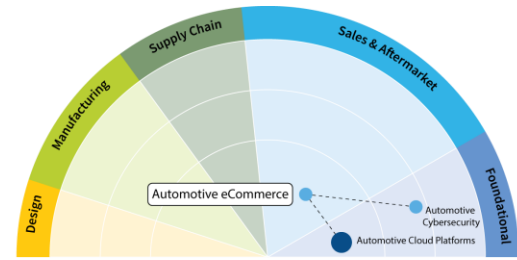 Supply Chain
Sales & Aftermarket
Manufacturing
Design
Foundational
Automotive eCommerce
Automotive
Cybersecurity
Automotive Cloud Platforms